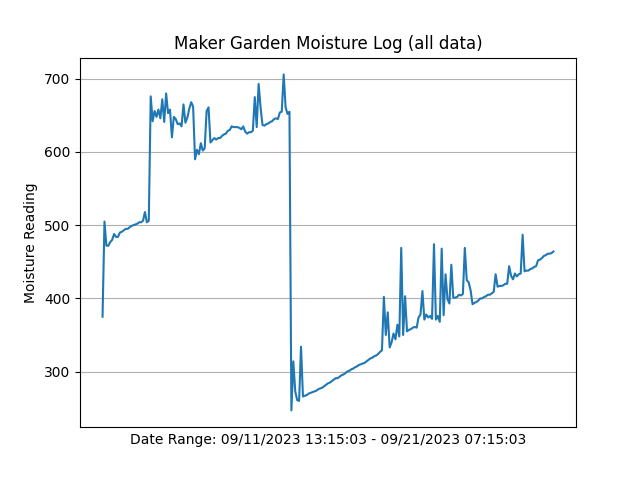 Maker Garden Moisture Log (all data)
700
600
500
400
300
Moisture Reading
Date Range: 09/11/2023 13:15:03 - 09/21/2023 07:15:03